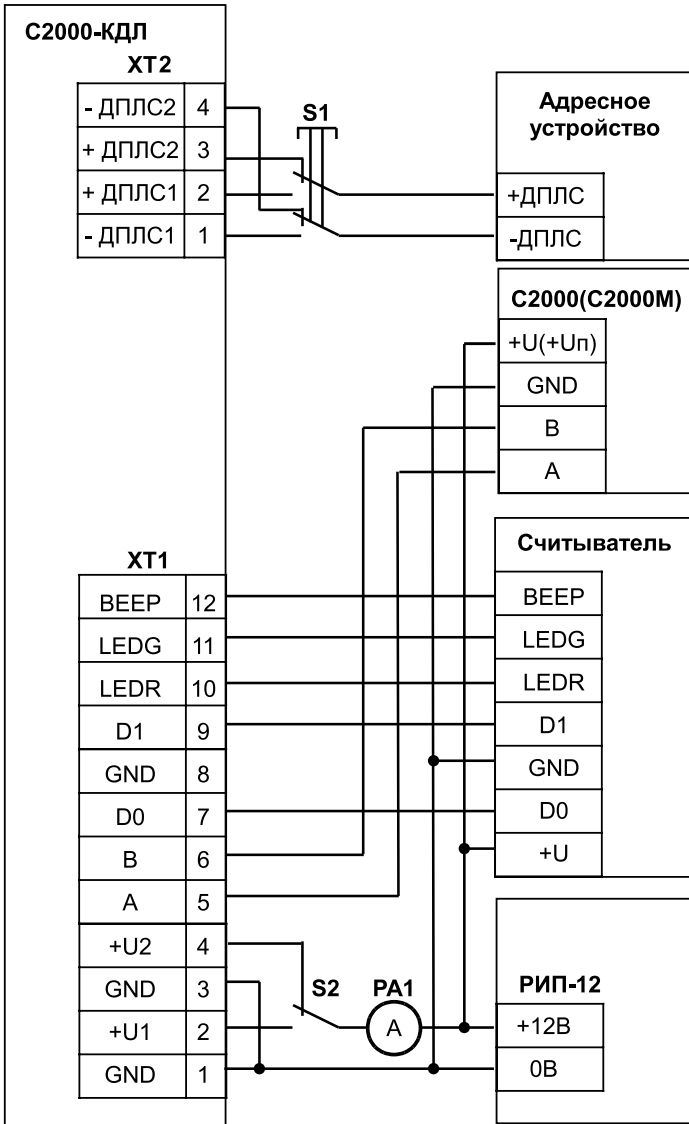 С2000-КДЛ
XT2
- ДПЛС2 4
+ ДПЛС2 3
+ ДПЛС1 2
- ДПЛС1 1
S1
Адресное
устройство
+ДПЛС
-ДПЛС
С2000(С2000М)
+U(+Uп)
GND
B
A
XT1
BEEP 12
LEDG 11
LEDR 10
D1 9
GND 8
D0 7
B 6
A 5
+U2 4
GND 3
+U1 2
GND 1
Считыватель
BEEP
LEDG
LEDR
D1
GND
D0
+U
S2
PA1
A
РИП-12
+12В
0В